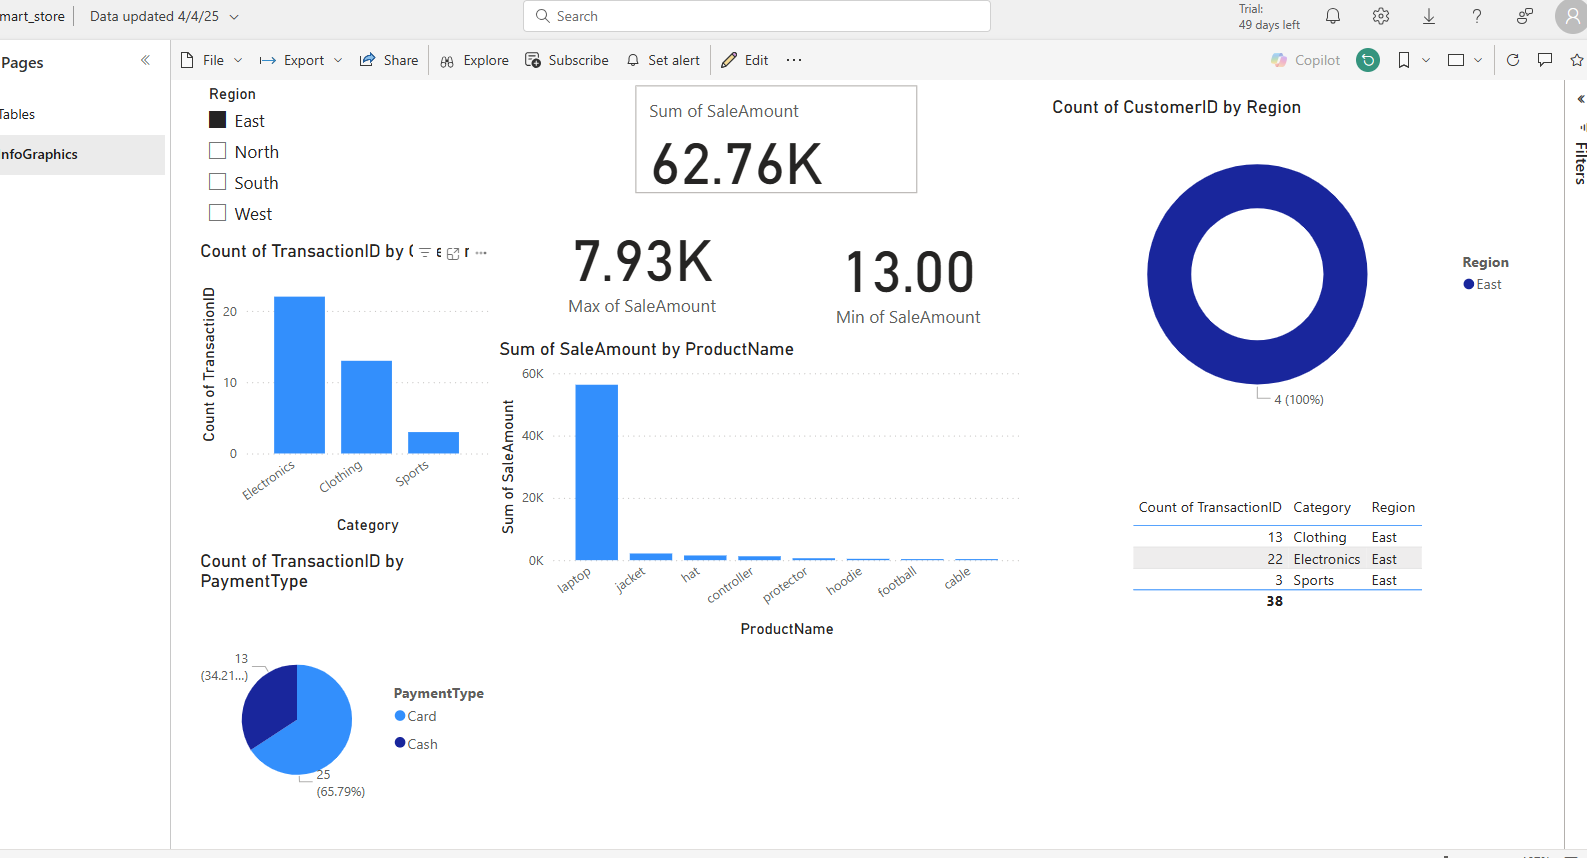 mart_store
Data updated 4/4/25
Search
Trial:
49 days left
Pages
File
Export
Share
Explore
Subscribe
Set alert
Edit
Copilot
Tables
InfoGraphics
Filters
Region
East
North
South
West
Sum of SaleAmount
62.76K
7.93K
Max of SaleAmount
13.00
Min of SaleAmount
Count of CustomerID by Region
4 (100%)
Region
East
Count of TransactionID by
Count of TransactionID
20
10
0
Electronics
Clothing
Sports
Category
Sum of SaleAmount by ProductName
Sum of SaleAmount
60K
40K
20K
0K
laptop
jacket
hat
controller
protector
hoodie
football
cable
ProductName
Count of TransactionID Category Region
13 Clothing East
22 Electronics East
3 Sports East
38
Count of TransactionID by
PaymentType
13
(34.21...)
25
(65.79%)
PaymentType
Card
Cash